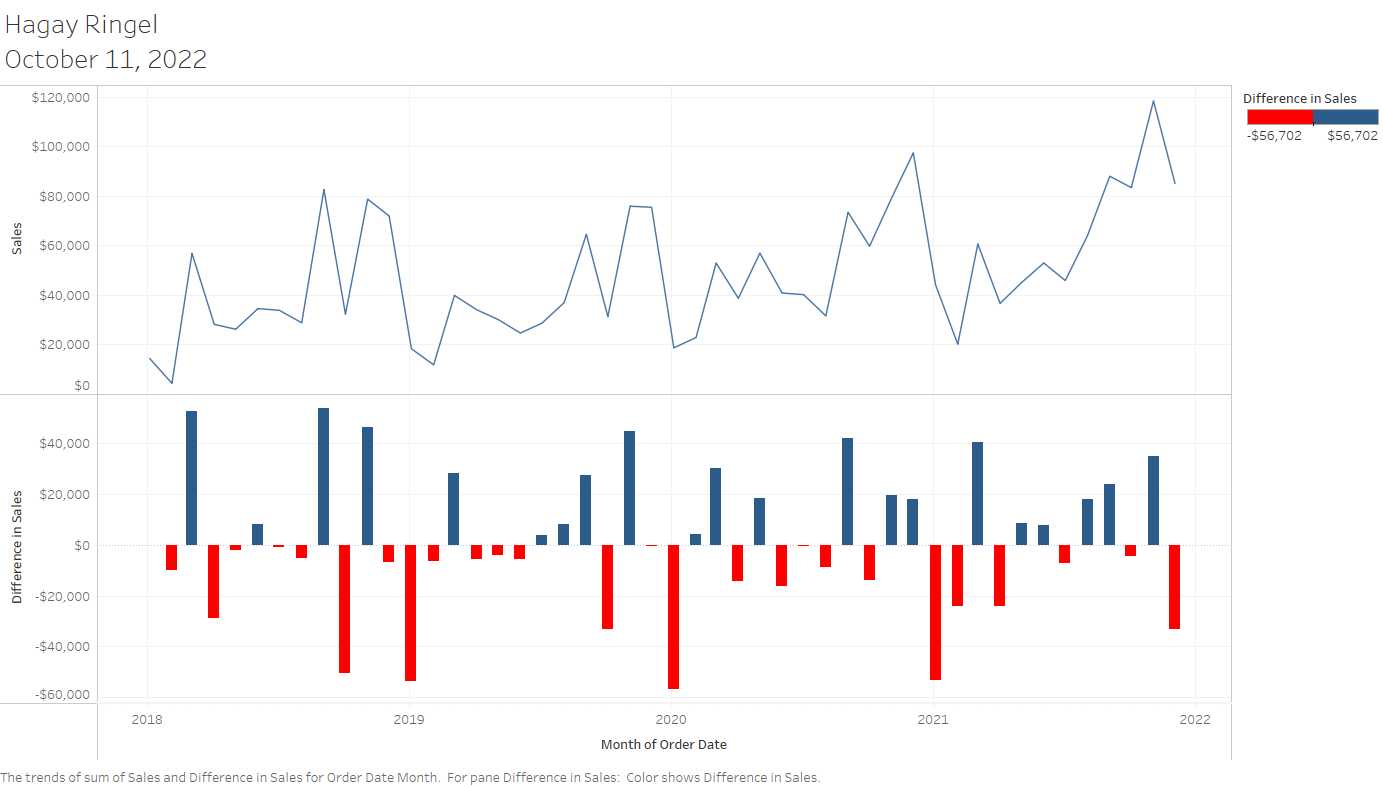 Hagay Ringel
October 11, 2022
Difference in Sales
-$56,702 $56,702
Sales
$120,000
$100,000
$80,000
$60,000
$40,000
$20,000
$0
Difference in Sales
$40,000
$20,000
$0
-$20,000
-$40,000
-$60,000
2018 2019 2020 2021 2022
Month of Order Date
The trends of sum of Sales and Difference in Sales for Order Date Month. For pane Difference in Sales: Color shows Difference in Sales.